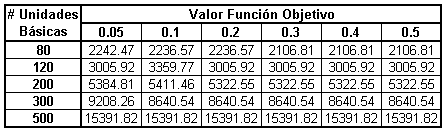 # Unidades Básicas Valor Función Objetivo
0.05 0.1 0.2 0.3 0.4 0.5
80 2242.47 2236.57 2236.57 2106.81 2106.81 2106.81
120 3005.92 3359.77 3005.92 3005.92 3005.92 3005.92
200 5384.81 5411.46 5322.55 5322.55 5322.55 5322.55
300 9208.26 8640.54 8640.54 8640.54 8640.54 8640.54
500 15391.82 15391.82 15391.82 15391.82 15391.82 15391.82